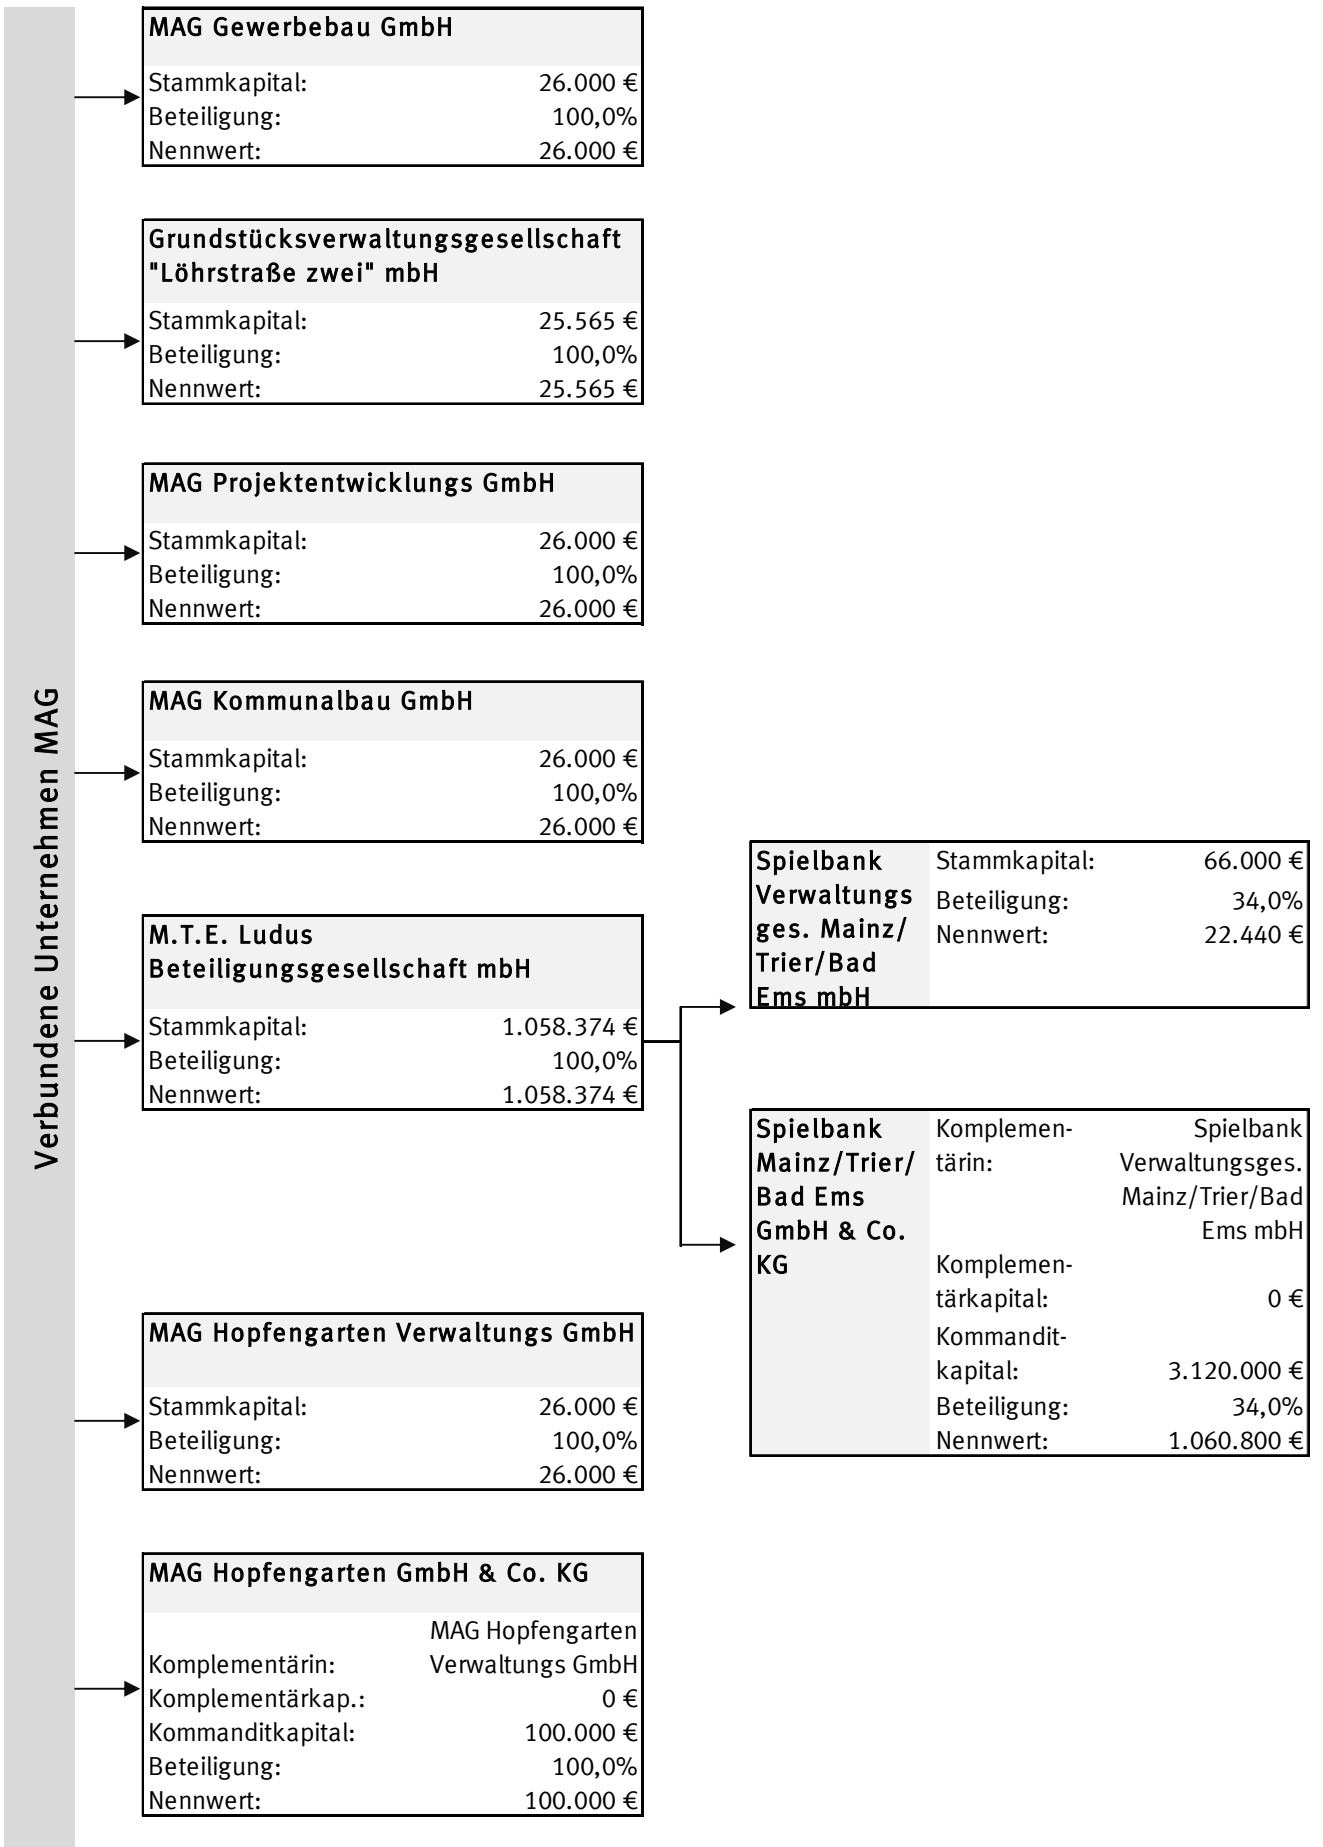 Verbundene Unternehmen MAG
MAG Gewerbebau GmbH
Stammkapital: 26.000 €
Beteiligung: 100,0%
Nennwert: 26.000 €
Grundstücksverwaltungsgesellschaft
"Löhrstraße zwei" mbH
Stammkapital: 25.565 €
Beteiligung: 100,0%
Nennwert: 25.565 €
MAG Projektentwicklungs GmbH
Stammkapital: 26.000 €
Beteiligung: 100,0%
Nennwert: 26.000 €
MAG Kommunalbau GmbH
Stammkapital: 26.000 €
Beteiligung: 100,0%
Nennwert: 26.000 €
M.T.E. Ludus
Beteiligungsgesellschaft mbH
Stammkapital: 1.058.374 €
Beteiligung: 100,0%
Nennwert: 1.058.374 €
Spielbank
Verwaltungs
ges. Mainz/
Trier/Bad
Ems mbH
Stammkapital: 66.000 €
Beteiligung: 34,0%
Nennwert: 22.440 €
Spielbank
Mainz/Trier/
Bad Ems
GmbH & Co.
KG
Komplemen- Spielbank
tärin: Verwaltungsges.
Mainz/Trier/Bad
Ems mbH
Komplemen-
tärkapital: 0 €
Kommandit-
kapital: 3.120.000 €
Beteiligung: 34,0%
Nennwert: 1.060.800 €
MAG Hopfengarten Verwaltungs GmbH
Stammkapital: 26.000 €
Beteiligung: 100,0%
Nennwert: 26.000 €
MAG Hopfengarten GmbH & Co. KG
MAG Hopfengarten
Komplementärin: Verwaltungs GmbH
Komplementärkap.: 0 €
Kommanditkapital: 100.000 €
Beteiligung: 100,0%
Nennwert: 100.000 €